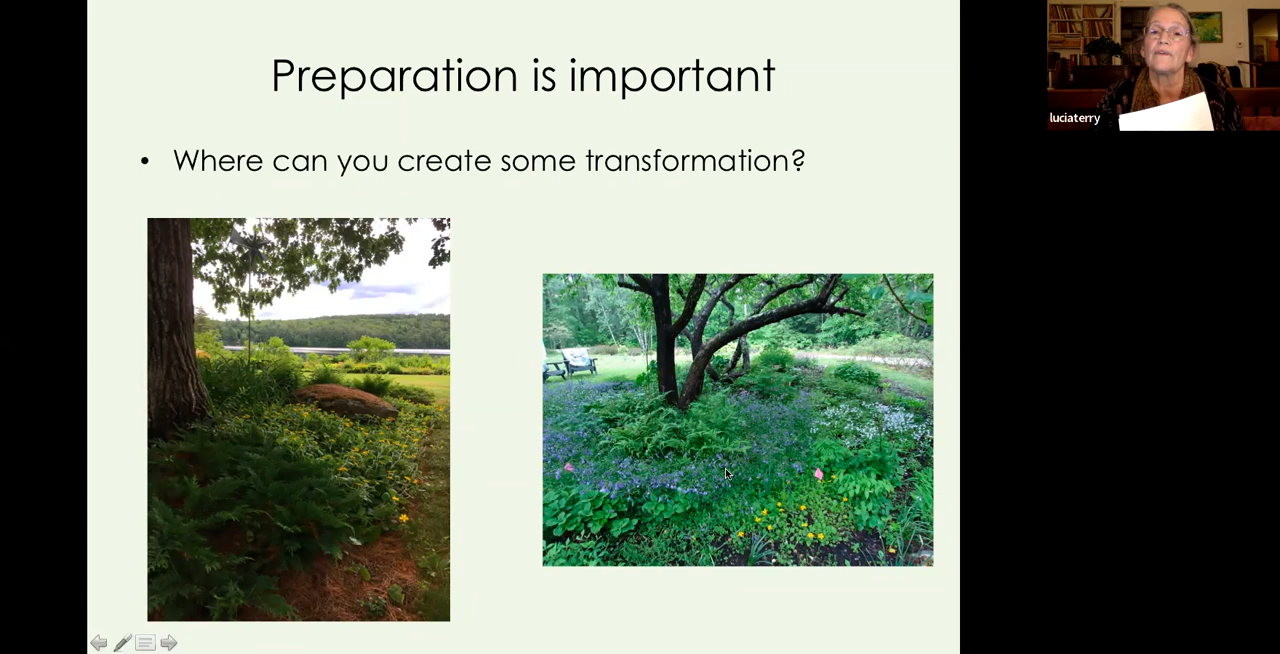 Preparation is important
• Where can you create some transformation?
luciaterry